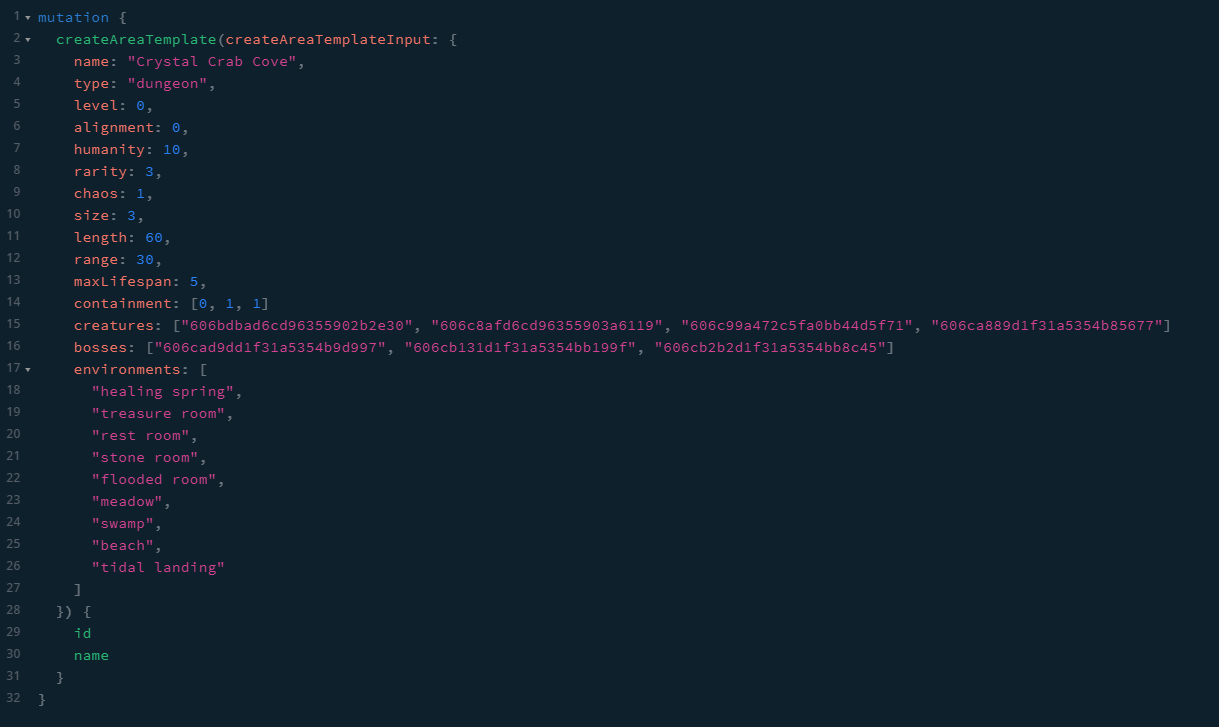 1 mutation {
2 createAreaTemplate(createAreaTemplateInput: {
3 name: "Crystal Crab Cove",
4 type: "dungeon",
5 level: 0,
6 alignment: 0,
7 humanity: 10,
8 rarity: 3,
9 chaos: 1,
10 size: 3,
11 length: 60,
12 range: 30,
13 maxLifespan: 5,
14 containment: [0, 1, 1]
15 creatures: ["606bdbad6cd96355902b2e30", "606c8afd6cd96355903a6119", "606c99a472c5fa0bb44d5f71", "606ca889d1f31a5354b85677"]
16 bosses: ["606cad9dd1f31a5354b9d997", "606cb131d1f31a5354bb199f", "606cb2b2d1f31a5354bb8c45"]
17 environments: [
18 "healing spring",
19 "treasure room",
20 "rest room",
21 "stone room",
22 "flooded room",
23 "meadow",
24 "swamp",
25 "beach",
26 "tidal landing"
27 ]
28 }) {
29 id
30 name
31 }
32 }